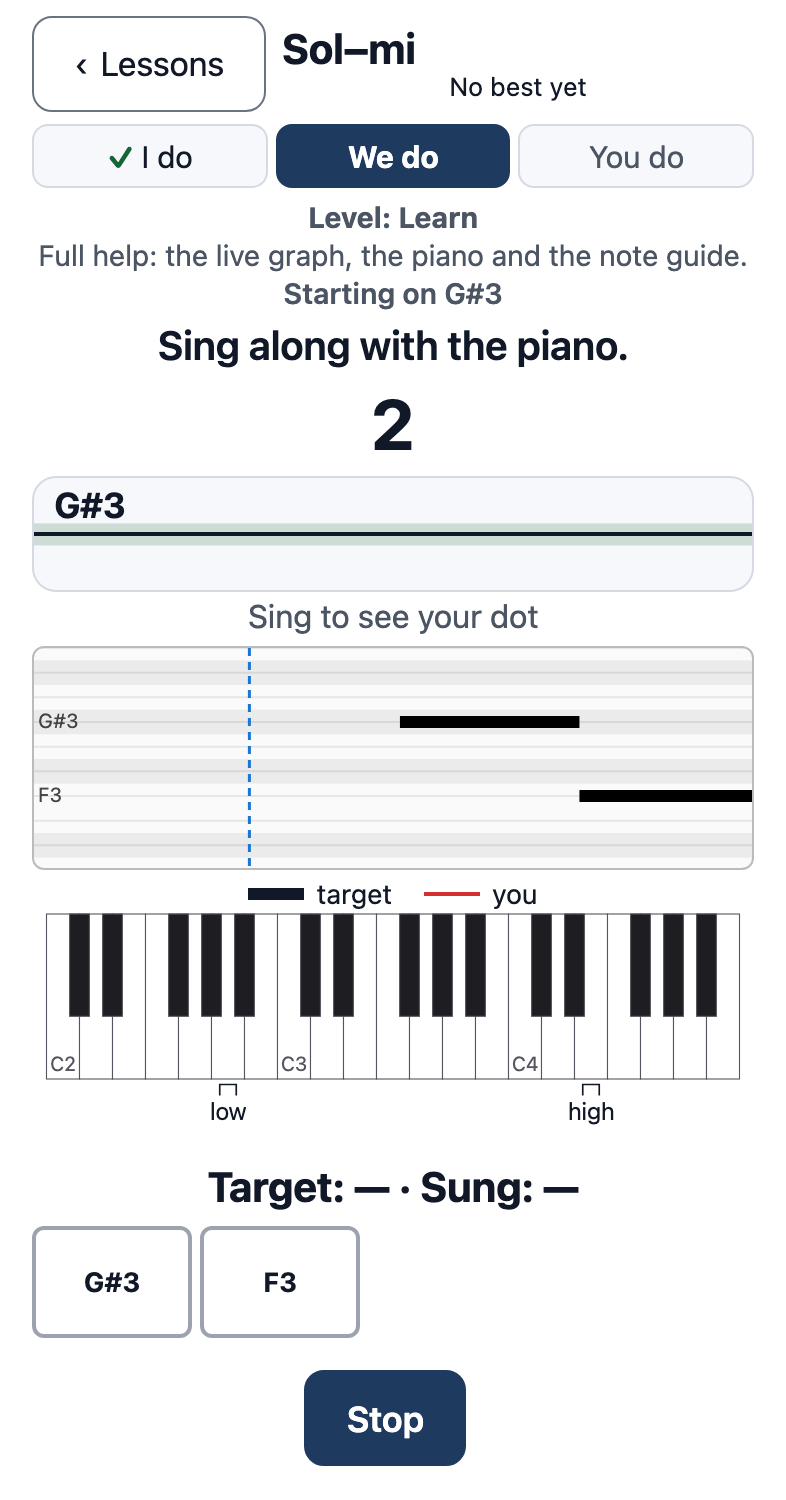 ‹ Lessons
Sol–mi
No best yet
✓ I do
We do
You do
Level: Learn
Full help: the live graph, the piano and the note guide.
Starting on G#3
Sing along with the piano.
2
G#3
Sing to see your dot
G#3
F3
target
you
C2
C3
C4
low
high
Target: — · Sung: —
G#3
F3
Stop